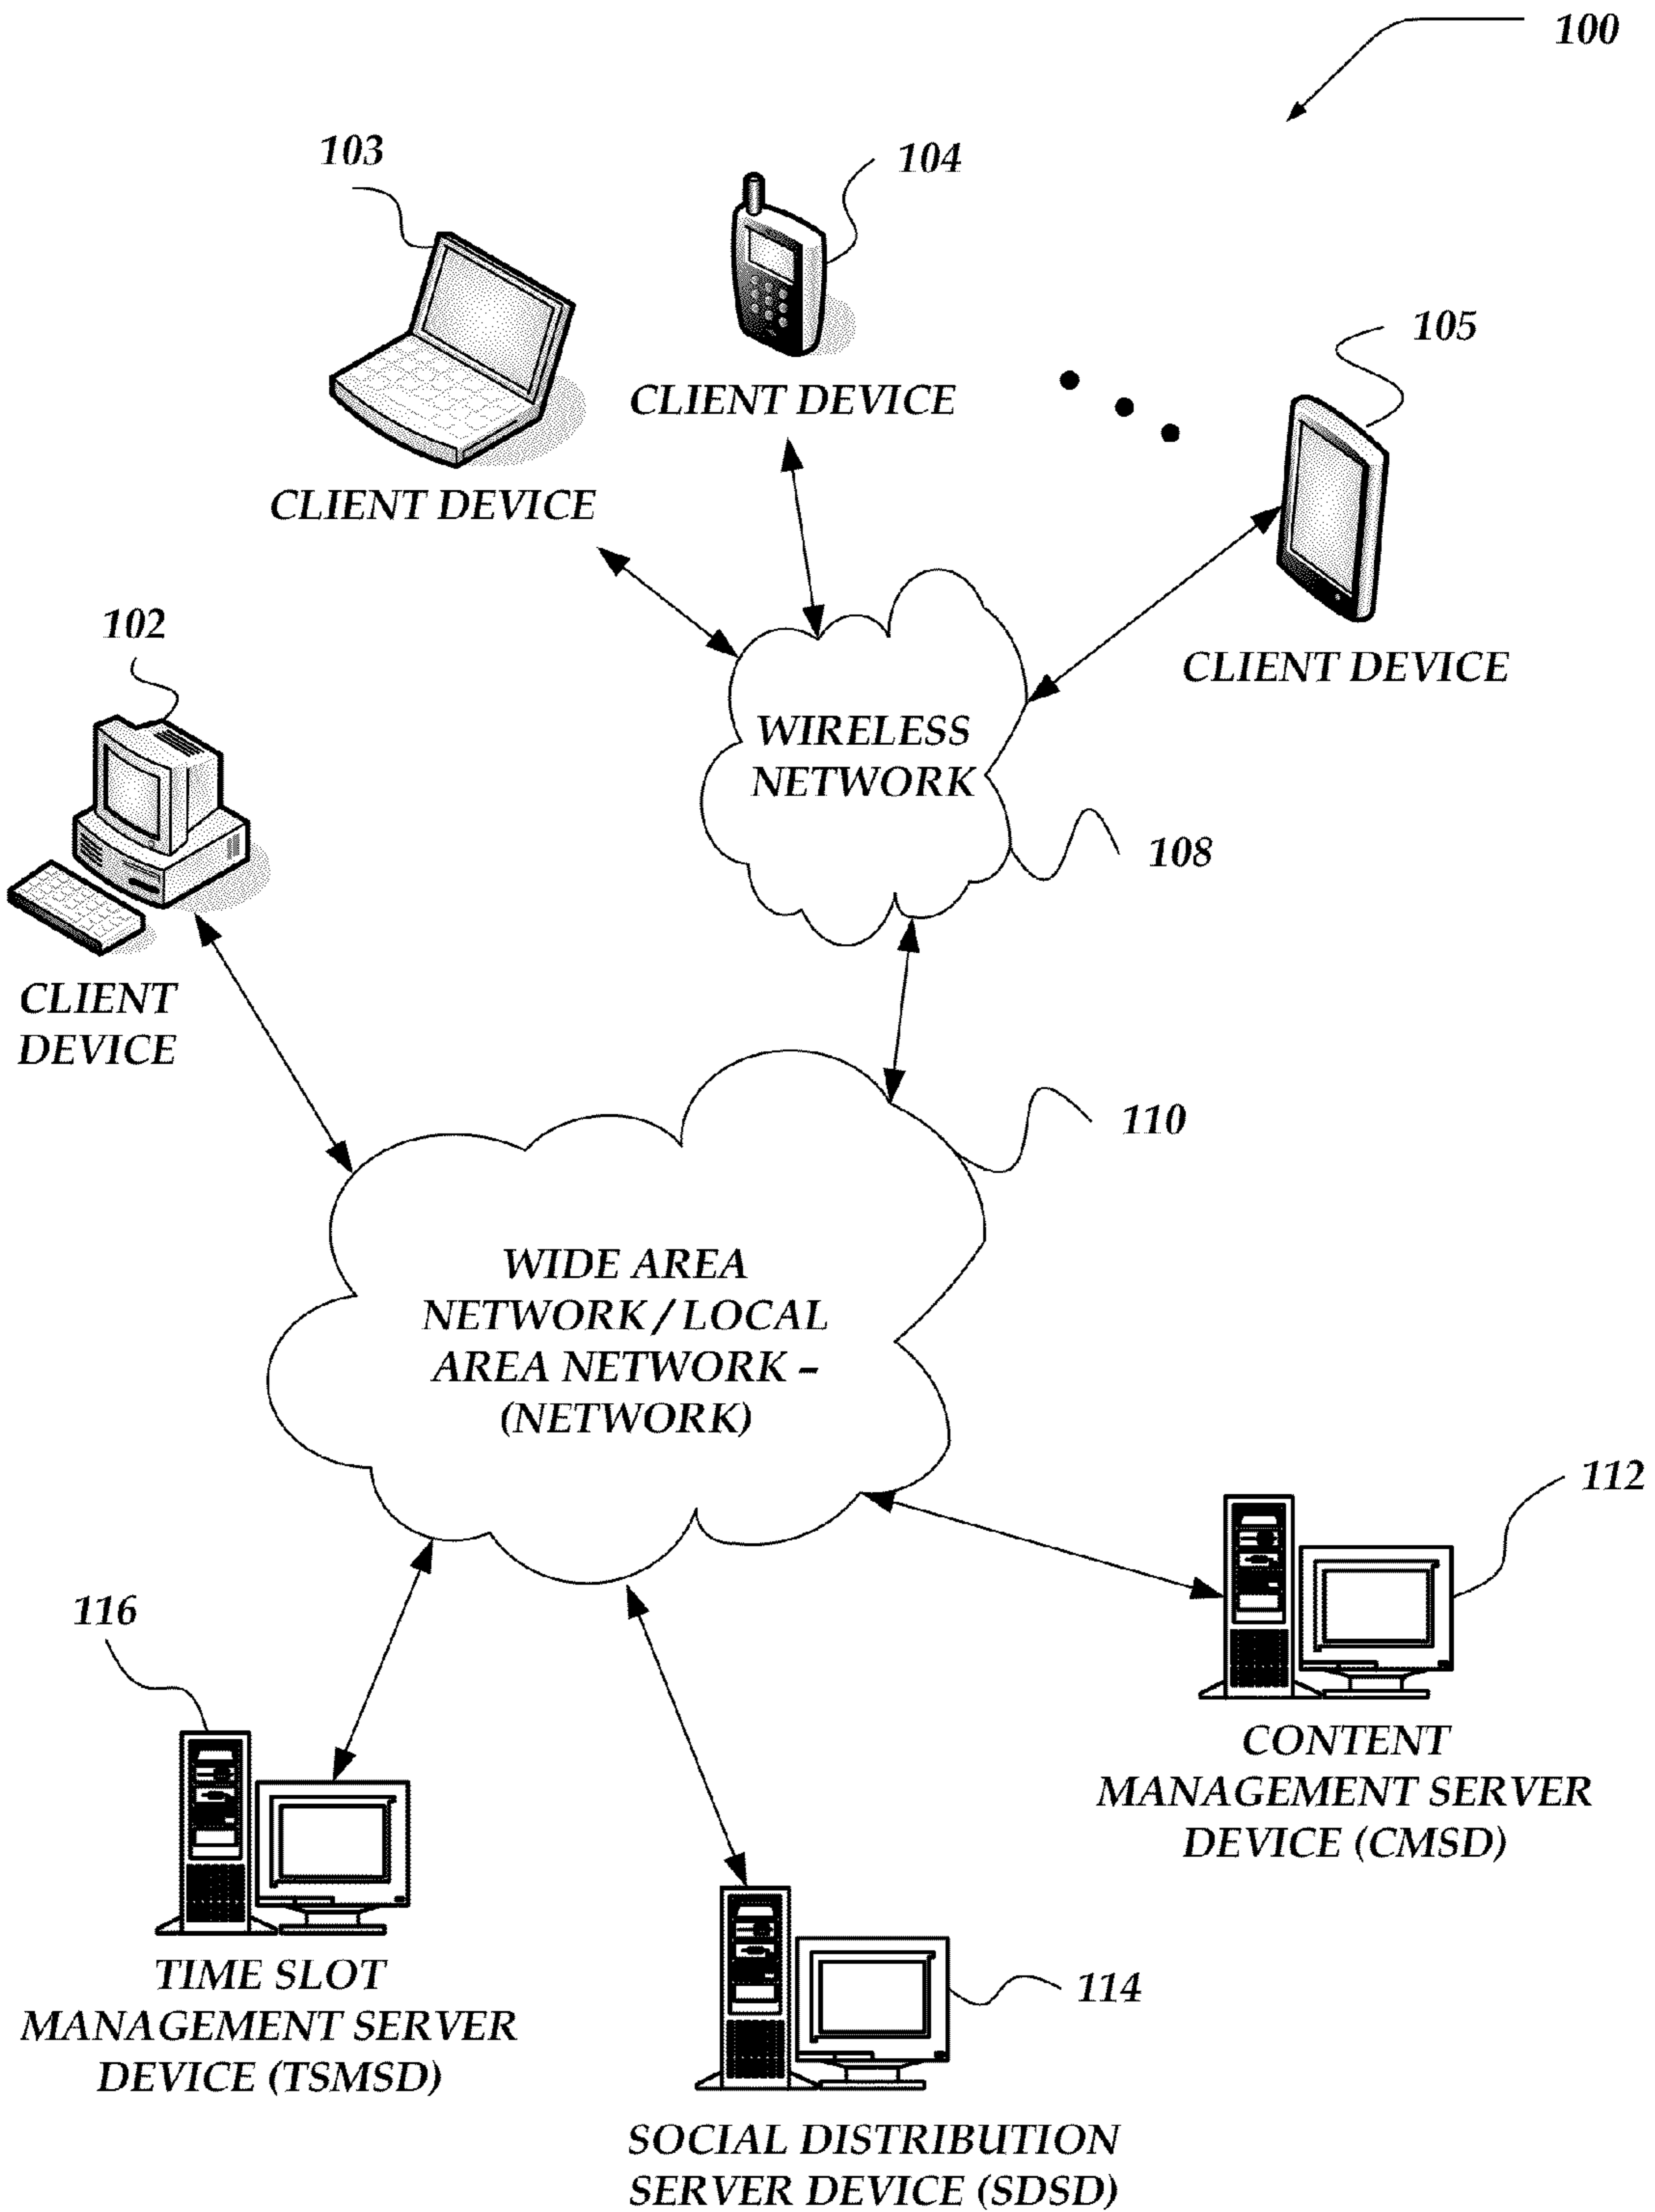 100
103
104
105
CLIENT DEVICE
CLIENT DEVICE
102
CLIENT DEVICE
WIRELESS
NETWORK
108
CLIENT
DEVICE
110
WIDE AREA
NETWORK / LOCAL
AREA NETWORK –
(NETWORK)
112
116
CONTENT
MANAGEMENT SERVER
DEVICE (CMSD)
TIME SLOT
MANAGEMENT SERVER
DEVICE (TSMSD)
114
SOCIAL DISTRIBUTION
SERVER DEVICE (SDSD)